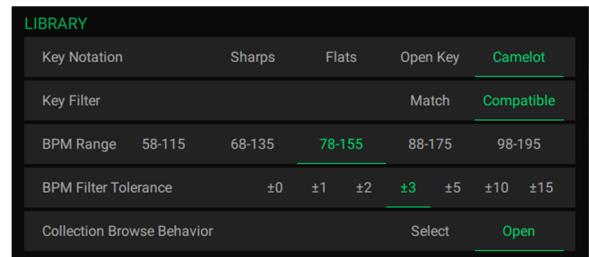 LIBRARY
Key Notation Sharps Flats Open Key Camelot
Key Filter Match Compatible
BPM Range 58-115 68-135 78-155 88-175 98-195
BPM Filter Tolerance ±0 ±1 ±2 ±3 ±5 ±10 ±15
Collection Browse Behavior Select Open